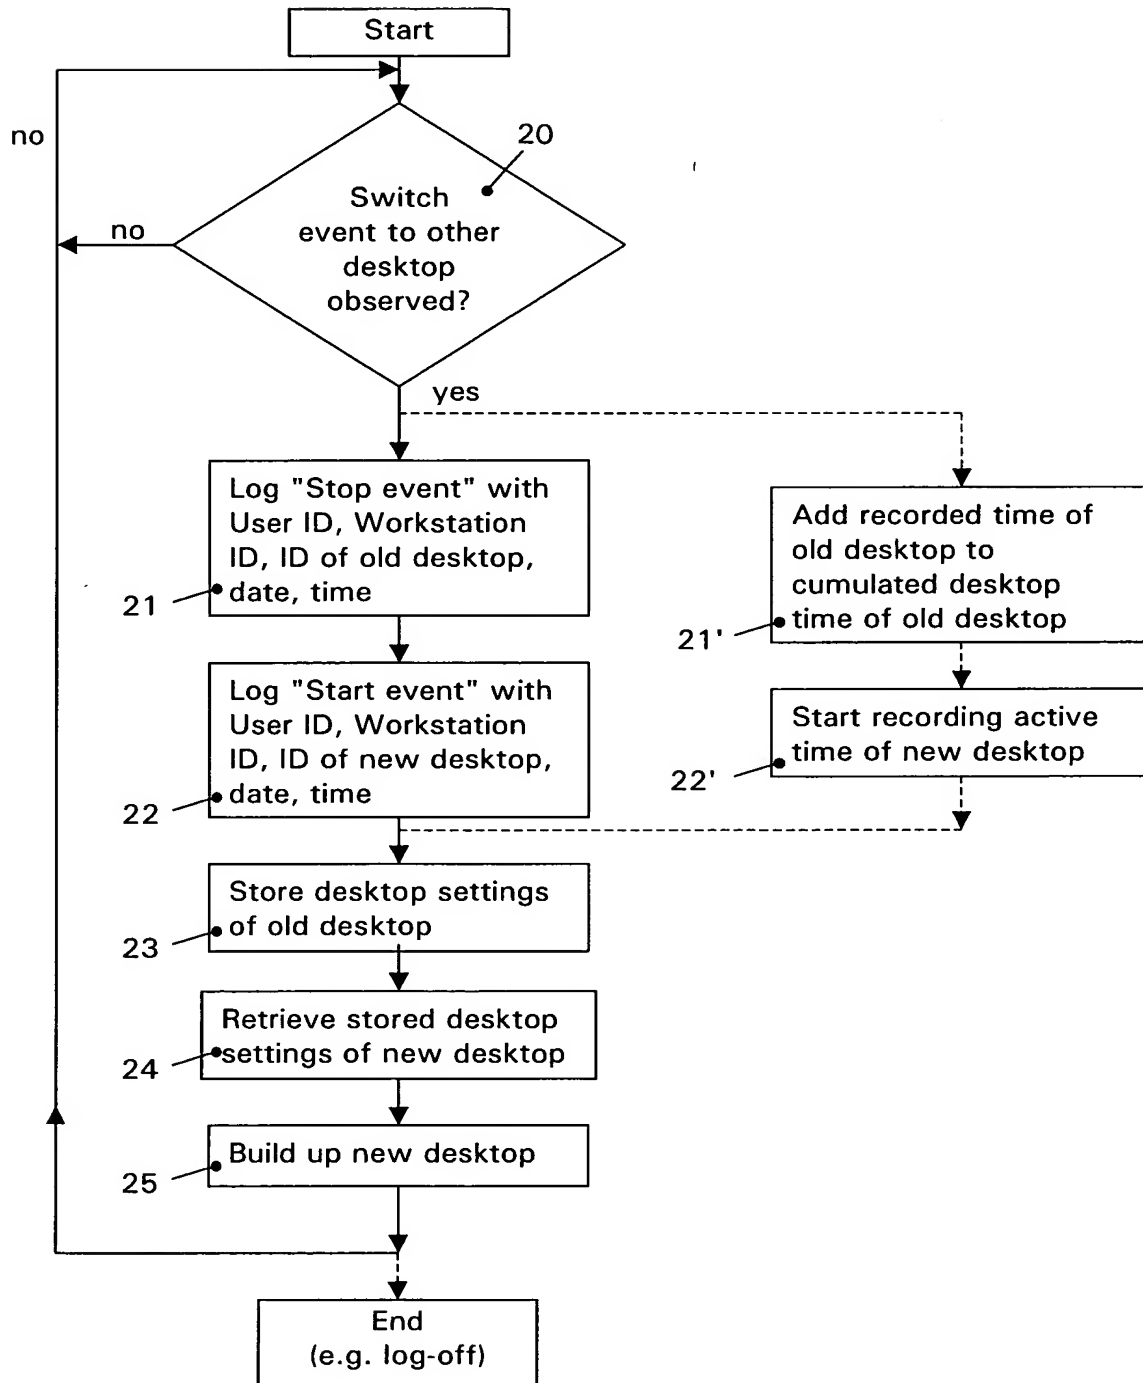 Start
no
20
Switch
event to other
desktop
observed?
no
yes
Log "Stop event" with
User ID, Workstation
ID, ID of old desktop,
date, time
21
Add recorded time of
old desktop to
cumulated desktop
time of old desktop
21'
Log "Start event" with
User ID, Workstation
ID, ID of new desktop,
date, time
22
Start recording active
time of new desktop
22'
Store desktop settings
of old desktop
23
Retrieve stored desktop
settings of new desktop
24
Build up new desktop
25
End
(e.g. log-off)